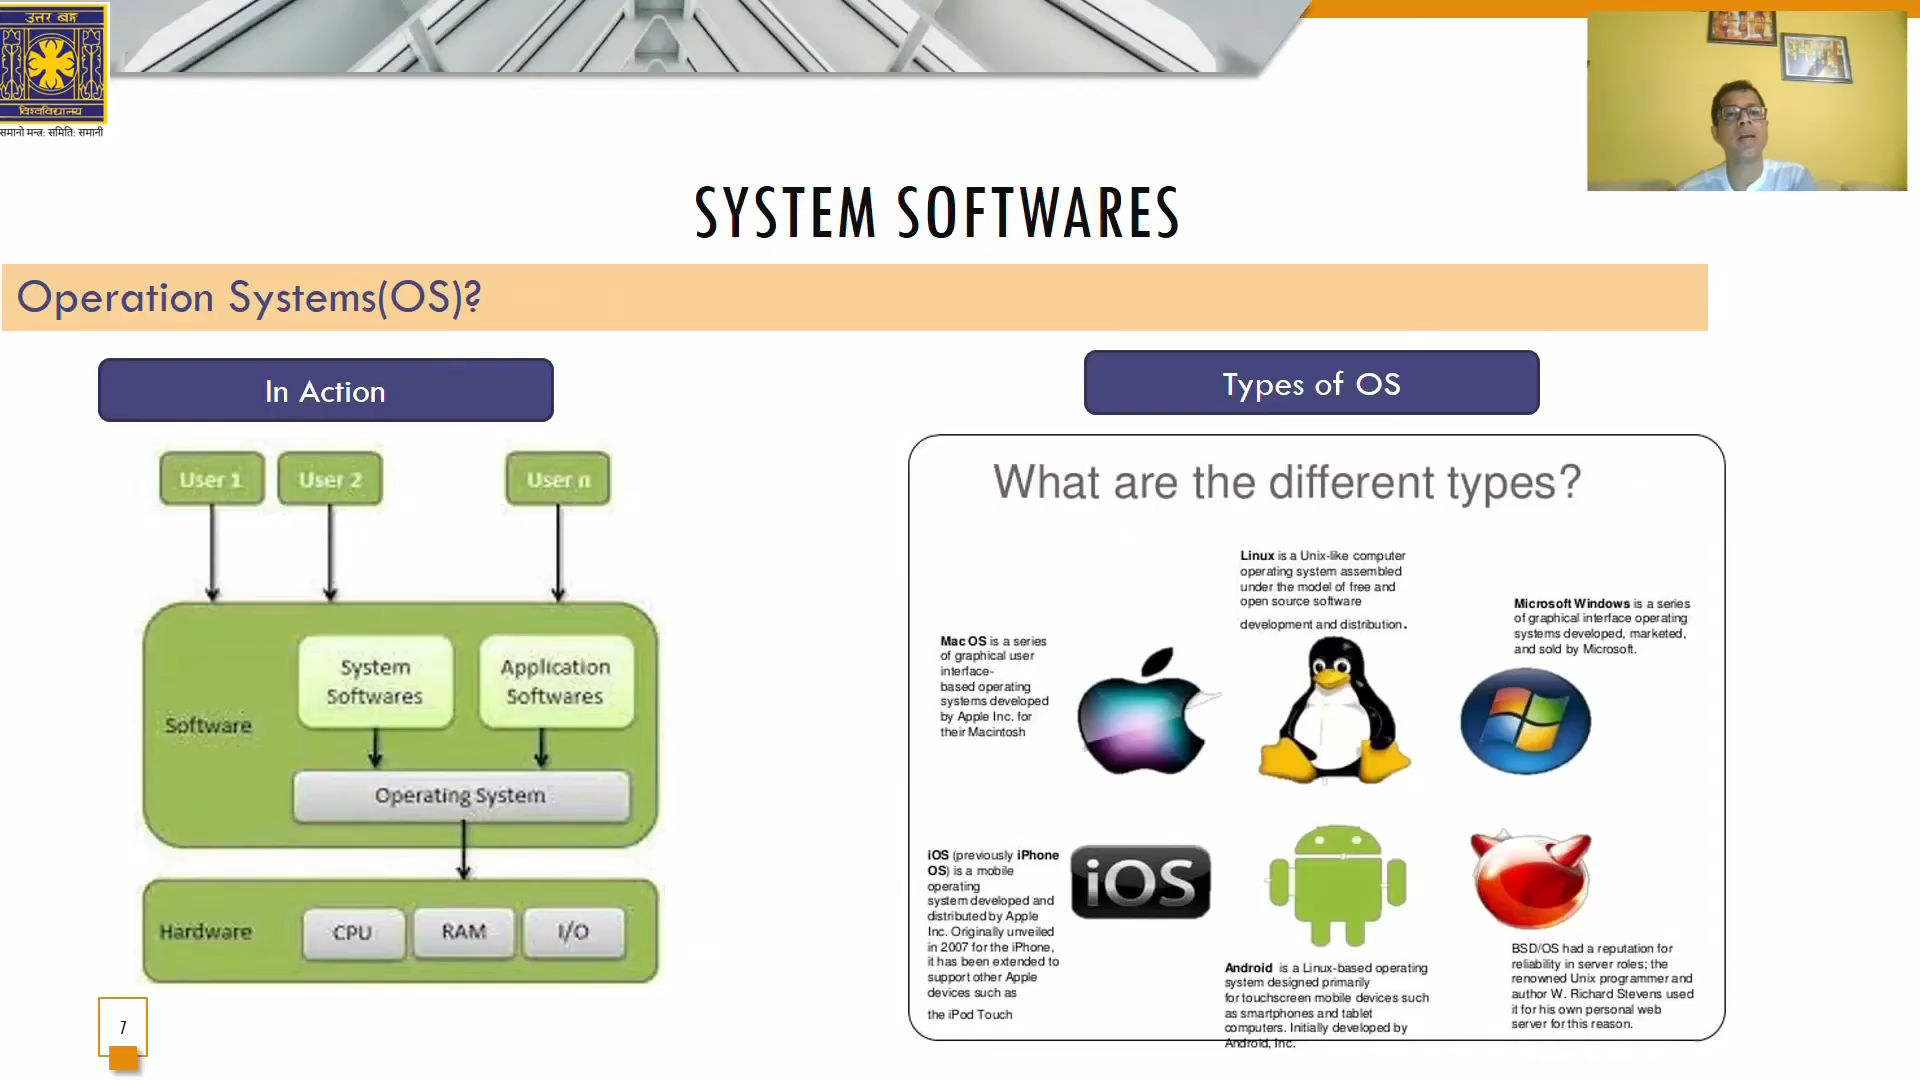 उत्तर बङ्ग
विश्वविद्यालय
समानो मन्त्र: समिति: समानी
SYSTEM SOFTWARES
Operation Systems(OS)?
In Action
User 1
User 2
User n
Software
System
Softwares
Application
Softwares
Operating System
Hardware
CPU
RAM
I/O
7
Types of OS
What are the different types?
Mac OS is a series
of graphical user
interface-
based operating
systems developed
by Apple Inc. for
their Macintosh
Linux is a Unix-like computer
operating system assembled
under the model of free and
open source software
development and distribution.
Microsoft Windows is a series
of graphical interface operating
systems developed, marketed,
and sold by Microsoft.
iOS (previously iPhone
OS) is a mobile
operating
system developed and
distributed by Apple
Inc. Originally unveiled
in 2007 for the iPhone,
it has been extended to
support other Apple
devices such as
the iPod Touch
iOS
Android is a Linux-based operating
system designed primarily
for touchscreen mobile devices such
as smartphones and tablet
computers. Initially developed by
Android, Inc.
BSD/OS had a reputation for
reliability in server roles; the
renowned Unix programmer and
author W. Richard Stevens used
it for his own personal web
server for this reason.